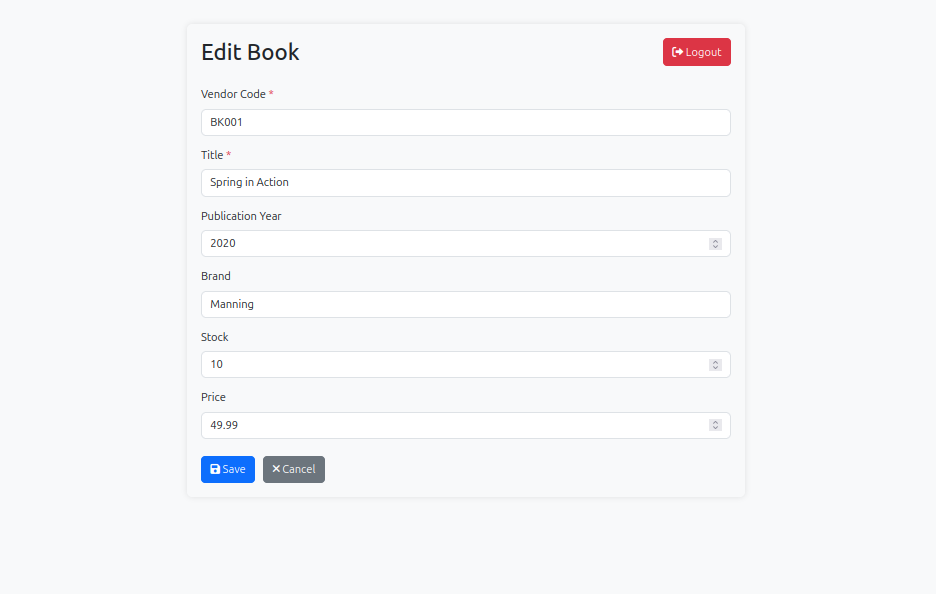 Edit Book
Logout
Vendor Code *
BK001
Title *
Spring in Action
Publication Year
2020
Brand
Manning
Stock
10
Price
49.99
Save Cancel